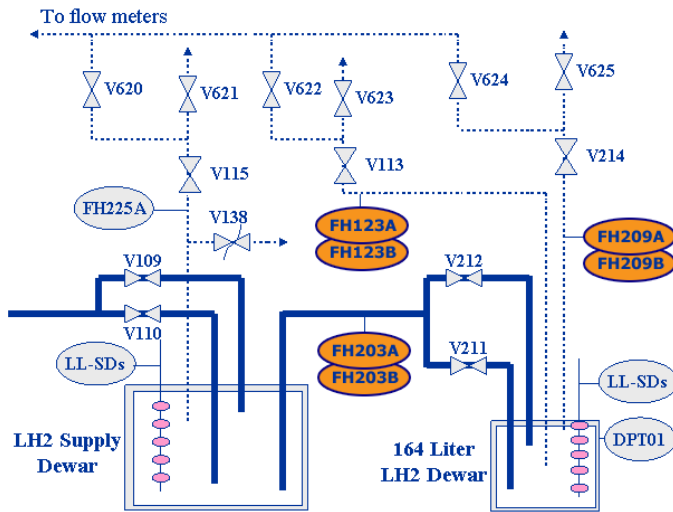 To flow meters
V620
V621
V622
V623
V624
V625
V115
V113
V214
FH225A
V138
FH123A
FH123B
FH209A
FH209B
V109
V212
V110
FH203A
FH203B
V211
LL-SDs
LL-SDs
LH2 Supply
Dewar
164 Liter
LH2 Dewar
DPT01